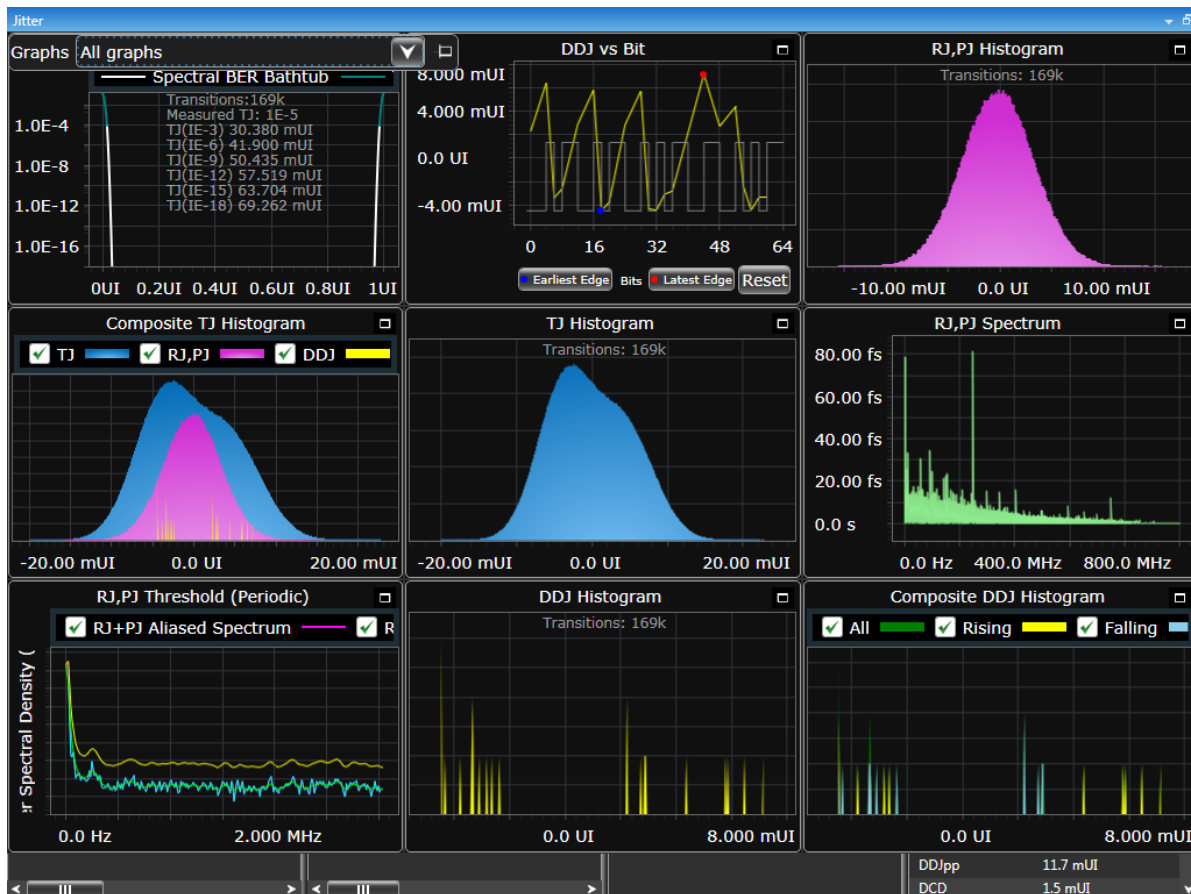 Jitter
Graphs All graphs
Spectral BER Bathtub
Transitions:169k
Measured TJ: 1E-5
TJ(IE-3) 30.380 mUI
TJ(IE-6) 41.900 mUI
TJ(IE-9) 50.435 mUI
TJ(IE-12) 57.519 mUI
TJ(IE-15) 63.704 mUI
TJ(IE-18) 69.262 mUI
1.0E-4
1.0E-8
1.0E-12
1.0E-16
0UI 0.2UI 0.4UI 0.6UI 0.8UI 1UI
DDJ vs Bit
8.000 mUI
4.000 mUI
0.0 UI
-4.00 mUI
0 16 32 48 64
Earliest Edge Bits Latest Edge Reset
RJ,PJ Histogram
Transitions: 169k
-10.00 mUI 0.0 UI 10.00 mUI
Composite TJ Histogram
TJ RJ,PJ DDJ
-20.00 mUI 0.0 UI 20.00 mUI
TJ Histogram
Transitions: 169k
-20.00 mUI 0.0 UI 20.00 mUI
RJ,PJ Spectrum
80.00 fs
60.00 fs
40.00 fs
20.00 fs
0.0 s
0.0 Hz 400.0 MHz 800.0 MHz
RJ,PJ Threshold (Periodic)
RJ+PJ Aliased Spectrum R
er Spectral Density (
0.0 Hz 2.000 MHz
DDJ Histogram
Transitions: 169k
0.0 UI 8.000 mUI
Composite DDJ Histogram
All Rising Falling
0.0 UI 8.000 mUI
DDJpp 11.7 mUI
DCD 1.5 mUI